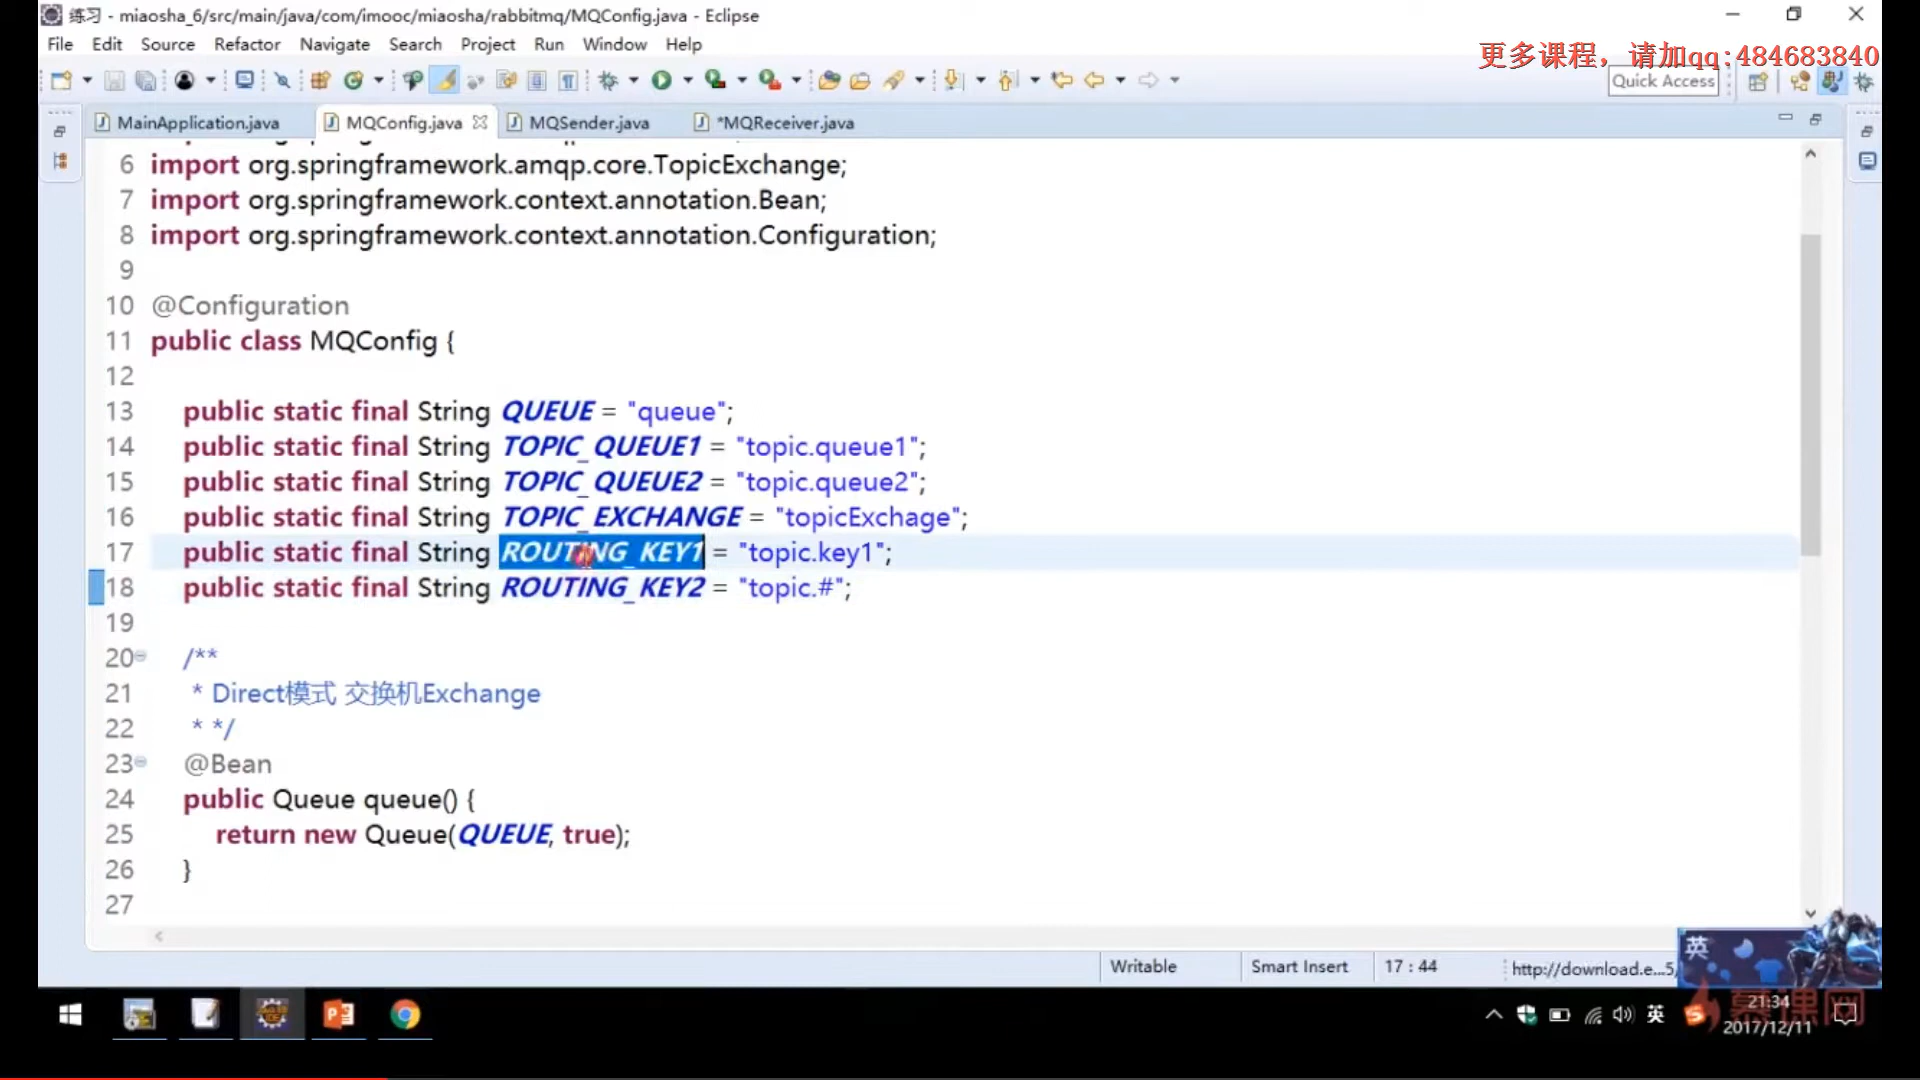 练习 - miaosha_6/src/main/java/com/imooc/miaosha/rabbitmq/MQConfig.java - Eclipse
File Edit Source Refactor Navigate Search Project Run Window Help
更多课程，请加qq:484683840
Quick Access
MainApplication.java MQConfig.java MQSender.java *MQReceiver.java
6 import org.springframework.amqp.core.TopicExchange;
7 import org.springframework.context.annotation.Bean;
8 import org.springframework.context.annotation.Configuration;
9
10 @Configuration
11 public class MQConfig {
12
13 public static final String QUEUE = "queue";
14 public static final String TOPIC_QUEUE1 = "topic.queue1";
15 public static final String TOPIC_QUEUE2 = "topic.queue2";
16 public static final String TOPIC_EXCHANGE = "topicExchage";
17 public static final String ROUTING_KEY1 = "topic.key1";
18 public static final String ROUTING_KEY2 = "topic.#";
19
20 /**
21 * Direct模式 交换机Exchange
22 * */
23 @Bean
24 public Queue queue() {
25 return new Queue(QUEUE, true);
26 }
27
Writable Smart Insert 17 : 44 http://download.e...5/
英
英
21:34
2017/12/11
慕课网